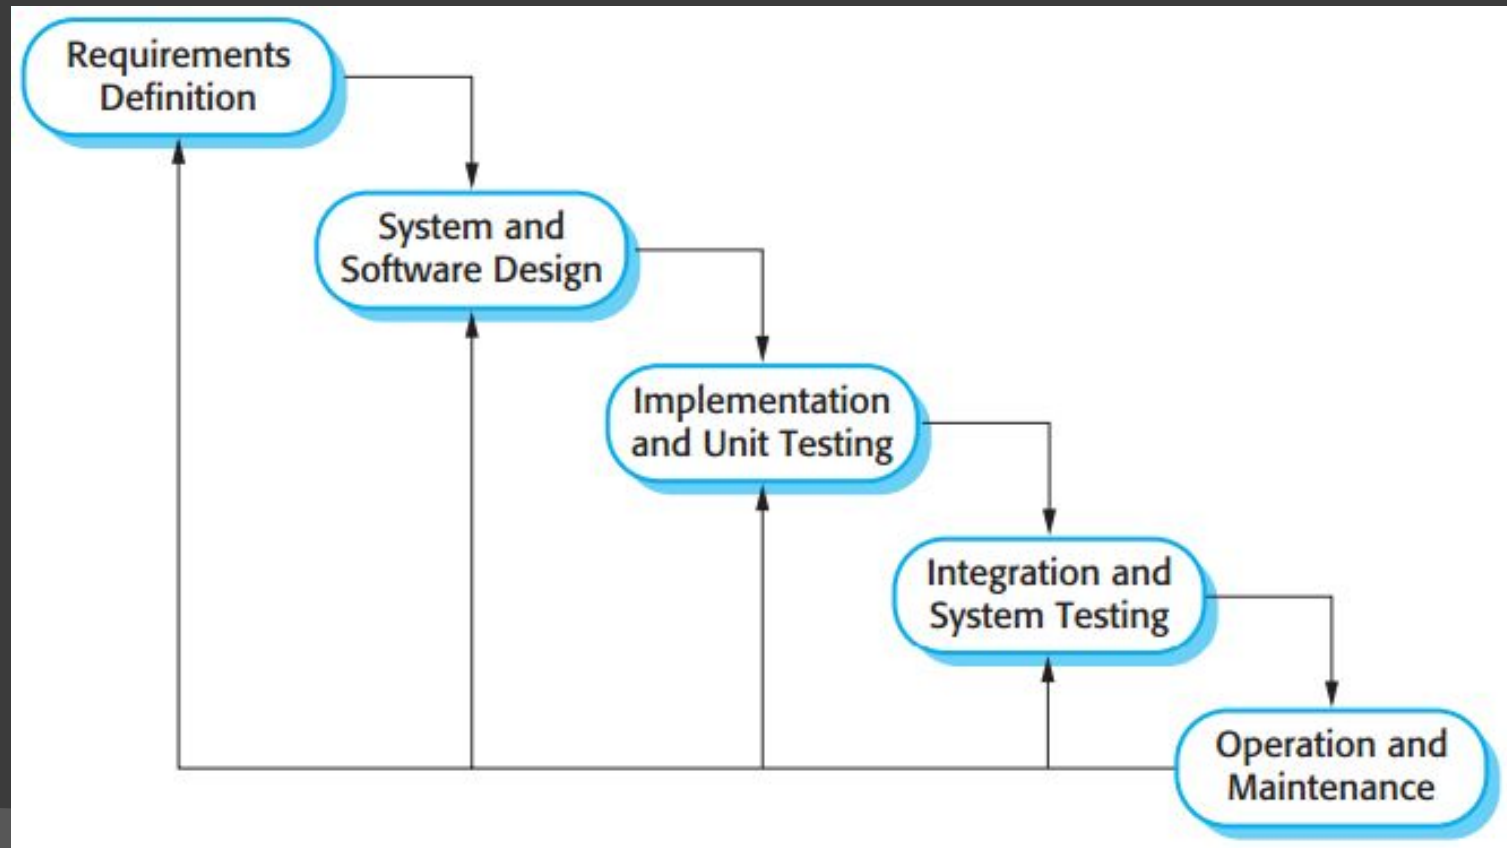 Requirements
Definition
System and
Software Design
Implementation
and Unit Testing
Integration and
System Testing
Operation and
Maintenance